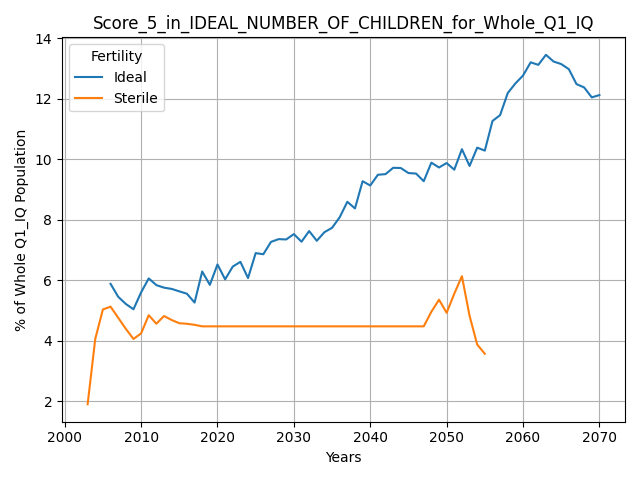 Score_5_in_IDEAL_NUMBER_OF_CHILDREN_for_Whole_Q1_IQ
Fertility
Ideal
Sterile
% of Whole Q1_IQ Population
14
12
10
8
6
4
2
2000 2010 2020 2030 2040 2050 2060 2070
Years